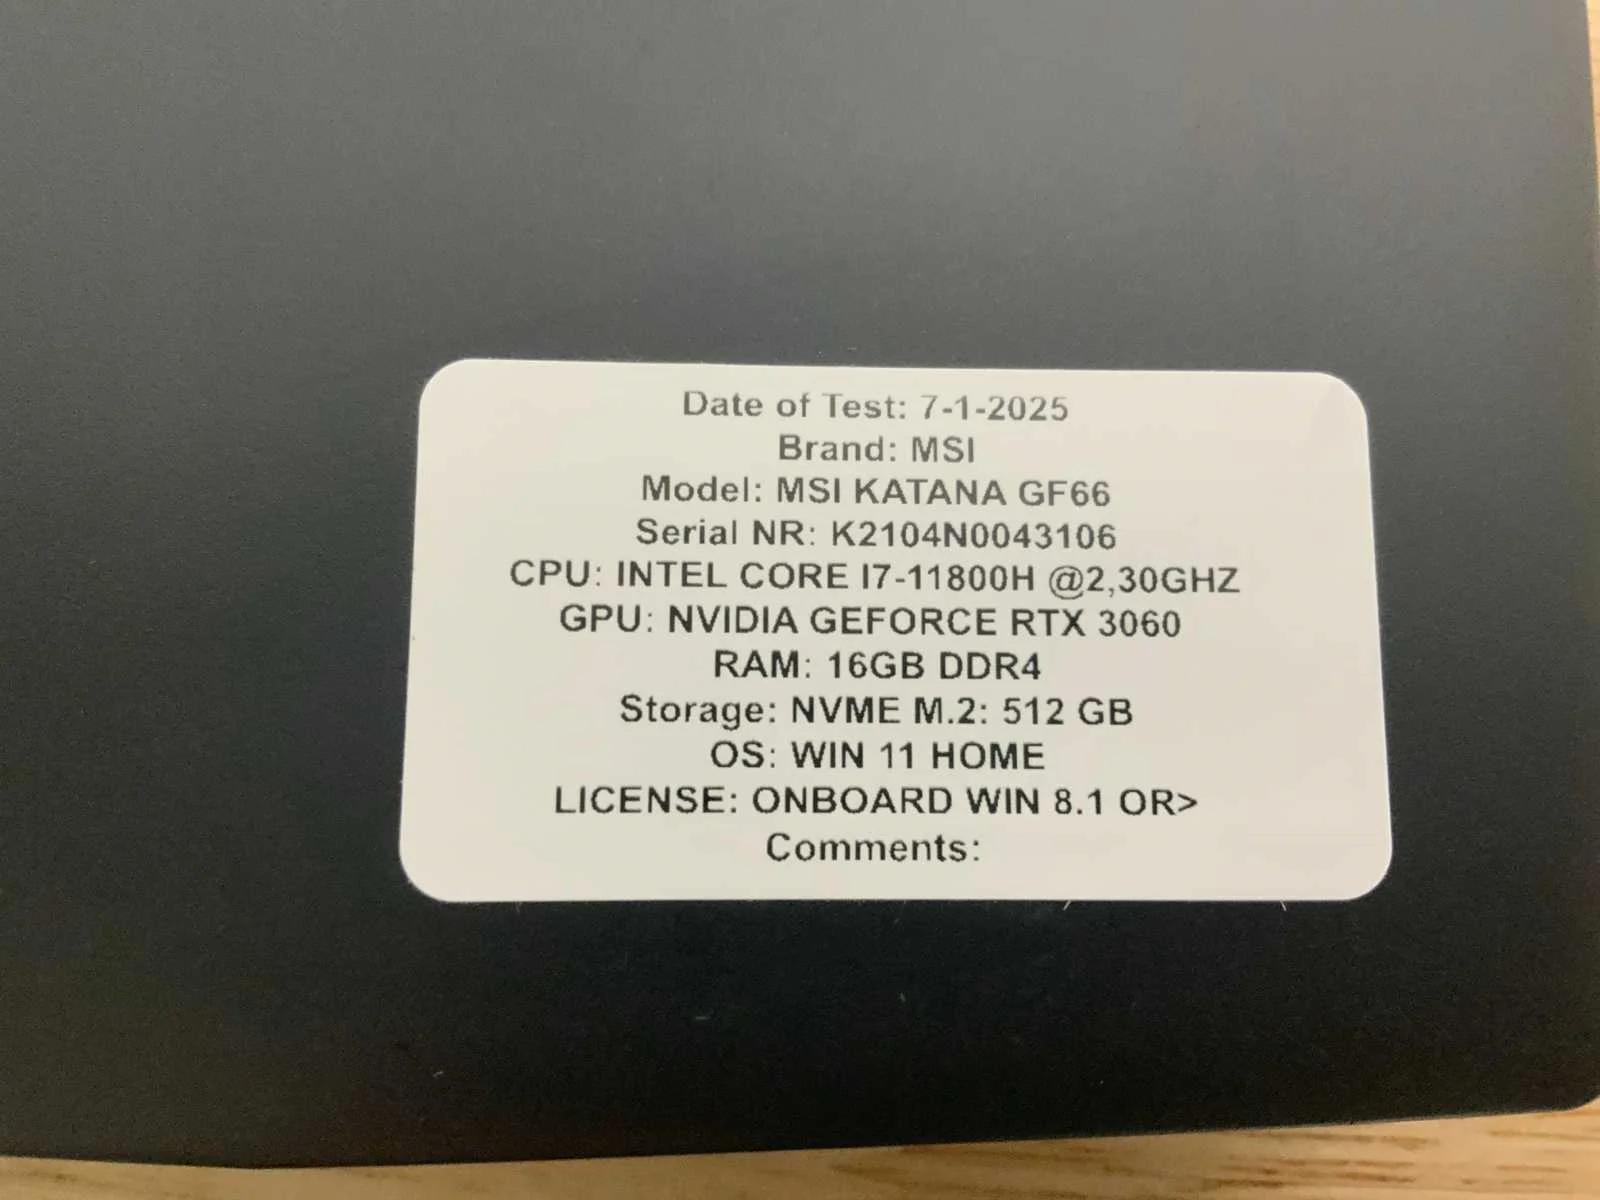 Date of Test: 7-1-2025
Brand: MSI
Model: MSI KATANA GF66
Serial NR: K2104N0043106
CPU: INTEL CORE I7-11800H @2,30GHZ
GPU: NVIDIA GEFORCE RTX 3060
RAM: 16GB DDR4
Storage: NVME M.2: 512 GB
OS: WIN 11 HOME
LICENSE: ONBOARD WIN 8.1 OR>
Comments: